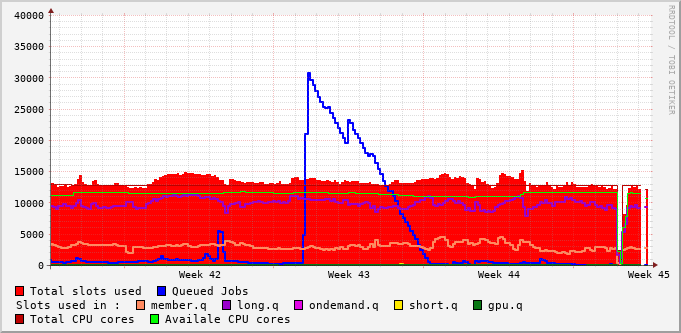 40000
35000
30000
25000
20000
15000
10000
5000
0
Week 42 Week 43 Week 44 Week 45
RRDTOOL / TOBI OETIKER
Total slots used Queued Jobs
Slots used in : member.q long.q ondemand.q short.q gpu.q
Total CPU cores Availale CPU cores